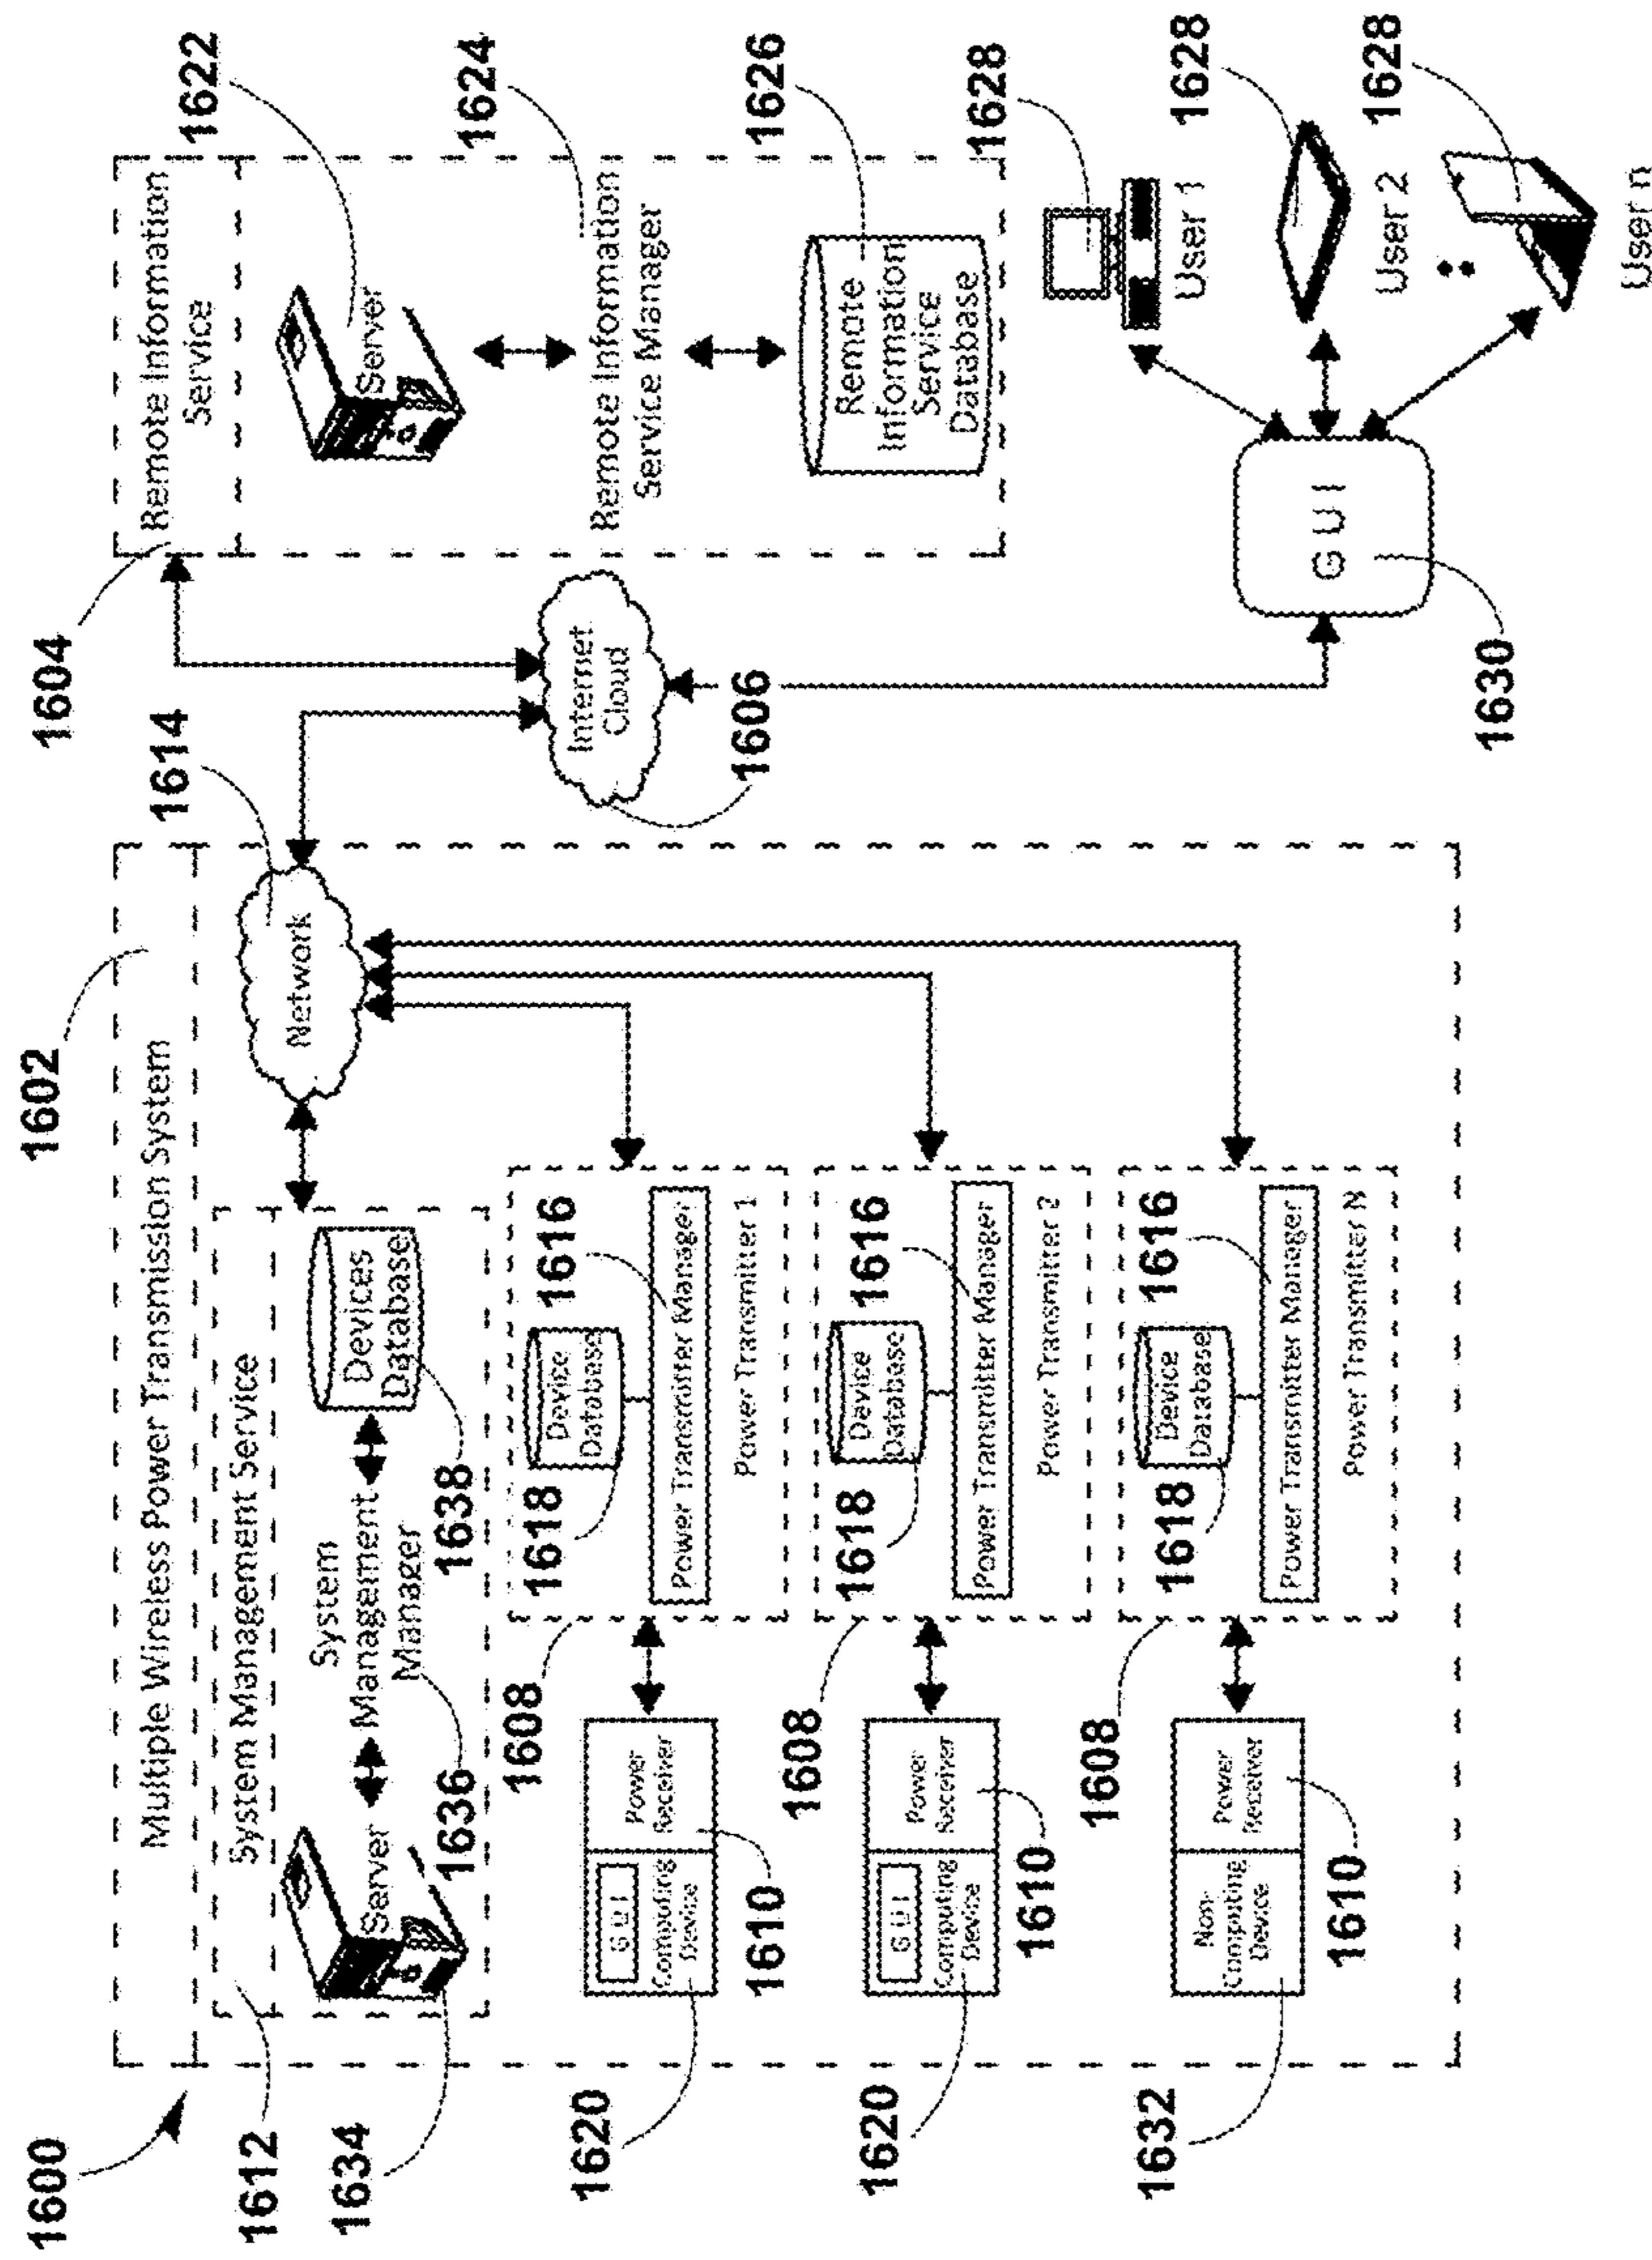 1600
1602
1604
Multiple Wireless Power Transmission System
1612
System Management Service
1634
Server
System
Management
Manager
1636
Devices
Database
1638
Network
1614
1620
G U I
Computing
Device
Power
Receiver
1610
1608
1618
Device
Database
1616
Power Transmitter Manager
Power Transmitter 1
1620
G U I
Computing
Device
Power
Receiver
1610
1608
1618
Device
Database
1616
Power Transmitter Manager
Power Transmitter 2
1632
Non-
Computing
Device
Power
Receiver
1610
1608
1618
Device
Database
1616
Power Transmitter Manager
Power Transmitter N
Internet
Cloud
1606
Remote Information
Service
1622
Server
1624
Remote Information
Service Manager
1626
Remote
Information
Service
Database
G U I
1630
1628
User 1
1628
User 2
1628
User n